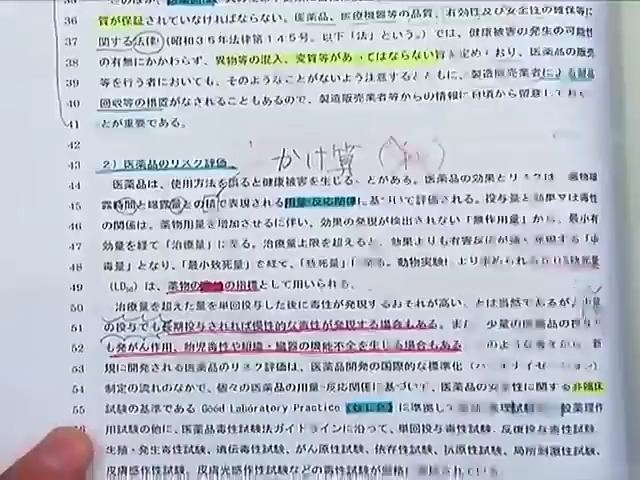 36 質が保証されていなければならない。医薬品、医療機器等の品質、有効性及び安全性の確保等に
37 関する法律(昭和35年法律第145号。以下「法」という。)では、健康被害の発生の可能性
38 の有無にかかわらず、異物等の混入、変質等があってはならない旨を定めており、医薬品の販売
39 等を行う者においても、そのようなことがないよう注意するとともに、製造販売業者による製品
40 回収等の措置がなされることもあるので、製造販売業者等からの情報に日頃から留意しておくこ
41 とが重要である。
42
43 2)医薬品のリスク評価 かけ算
44 医薬品は、使用方法を誤ると健康被害を生じることがある。医薬品の効果とリスクは、
45 露時間と曝露量との積で表現される用量-反応関係に基づいて評価される。投与量と効果又は毒性
46 の関係は、薬物用量を増加させるに伴い、効果の発現が検出されない「無作用量」から、最小有
47 効量を経て「治療量」に至る。治療量上限を超えると、効果よりも有害反応が強く発現する「中
48 毒量」となり、「最小致死量」を経て、「致死量」に至る。動物実験により求められる50%致死量
49 (LD₅₀)は、薬物の毒性の指標として用いられる。
50 治療量を超えた量を単回投与した後に毒性が発現するおそれが高いことは当然であるが、少量
51 の投与でも長期投与されれば慢性的な毒性が発現する場合もある。また、少量の医薬品の投与で
52 も発がん作用、胎児毒性や組織・臓器の機能不全を生じる場合もある
53 規に開発される医薬品のリスク評価は、医薬品開発の国際的な標準化(ハーモナイゼーション)
54 制定の流れのなかで、個々の医薬品の用量-反応関係に基づいて、医薬品の安全性に関する非臨床
55 試験の基準である Good Laboratory Practice (GLP) に準拠し
用試験の他に、医薬品毒性試験法ガイドラインに沿って、単回投与毒性試験、反復投与毒性試験、
生殖・発生毒性試験、遺伝毒性試験、がん原性試験、依存性試験、抗原性試験、局所刺激性試験、
皮膚感作性試験、皮膚光感作性試験などの毒性試験が厳格に実施されている。